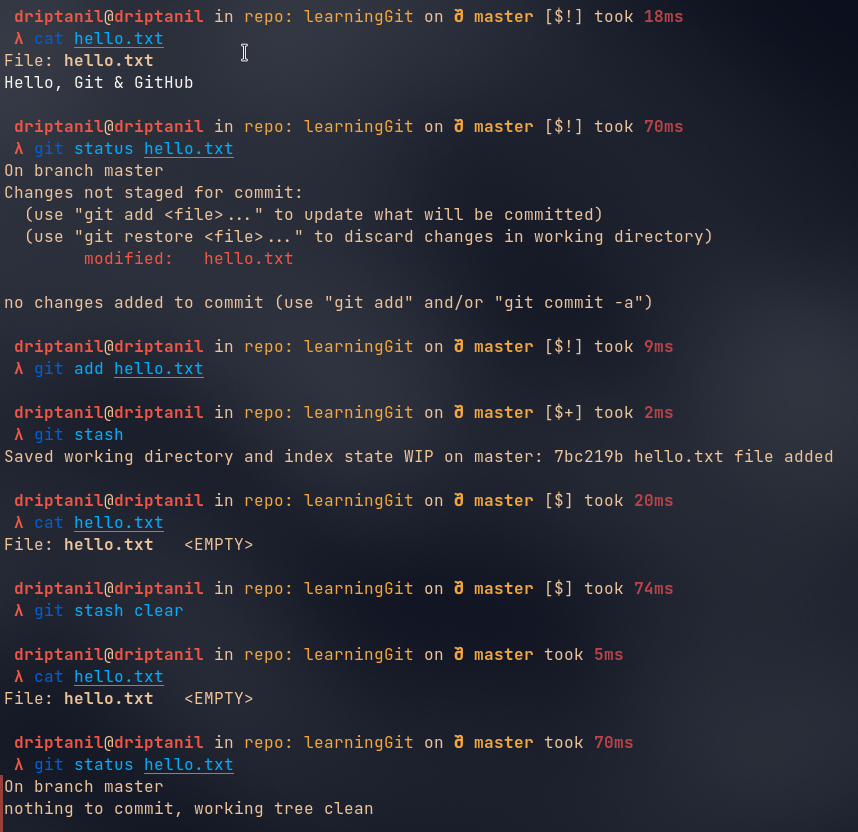 driptanil@driptanil in repo: learningGit on ð master [$!] took 18ms
λ cat hello.txt
File: hello.txt
Hello, Git & GitHub
driptanil@driptanil in repo: learningGit on ð master [$!] took 70ms
λ git status hello.txt
On branch master
Changes not staged for commit:
(use "git add <file>..." to update what will be committed)
(use "git restore <file>..." to discard changes in working directory)
modified: hello.txt
no changes added to commit (use "git add" and/or "git commit -a")
driptanil@driptanil in repo: learningGit on ð master [$!] took 9ms
λ git add hello.txt
driptanil@driptanil in repo: learningGit on ð master [$+] took 2ms
λ git stash
Saved working directory and index state WIP on master: 7bc219b hello.txt file added
driptanil@driptanil in repo: learningGit on ð master [$] took 20ms
λ cat hello.txt
File: hello.txt <EMPTY>
driptanil@driptanil in repo: learningGit on ð master [$] took 74ms
λ git stash clear
driptanil@driptanil in repo: learningGit on ð master took 5ms
λ cat hello.txt
File: hello.txt <EMPTY>
driptanil@driptanil in repo: learningGit on ð master took 70ms
λ git status hello.txt
On branch master
nothing to commit, working tree clean